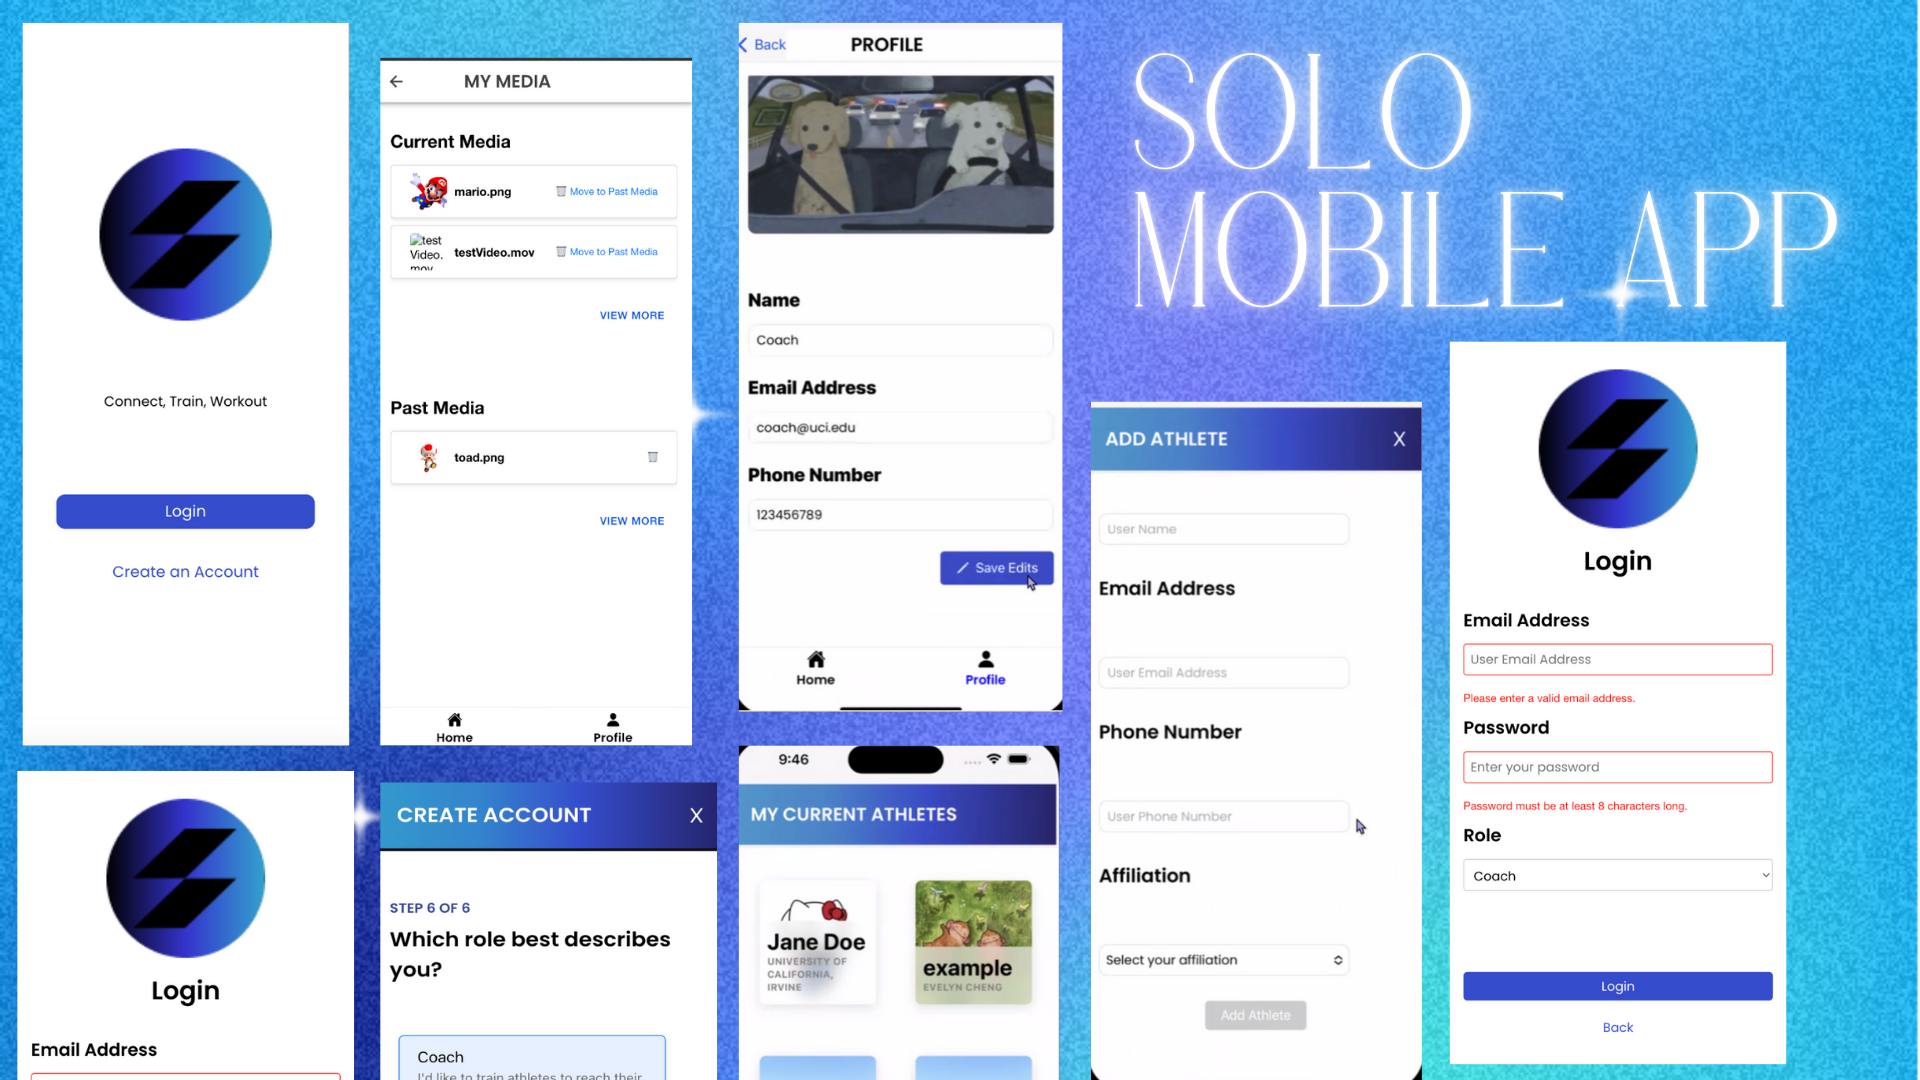 SOLO
MOBILE APP
Connect, Train, Workout
Login
Create an Account
MY MEDIA
Current Media
mario.png
Move to Past Media
test
Video.
mov
testVideo.mov
Move to Past Media
VIEW MORE
Past Media
toad.png
VIEW MORE
Home
Profile
Back
PROFILE
Name
Coach
Email Address
coach@uci.edu
Phone Number
123456789
Save Edits
Home
Profile
ADD ATHLETE
X
User Name
Email Address
User Email Address
Phone Number
User Phone Number
Affiliation
Select your affiliation
Add Athlete
Login
Email Address
User Email Address
Please enter a valid email address.
Password
Enter your password
Password must be at least 8 characters long.
Role
Coach
Login
Back
Login
Email Address
CREATE ACCOUNT
X
STEP 6 OF 6
Which role best describes
you?
Coach
I'd like to train athletes to reach their
9:46
MY CURRENT ATHLETES
Jane Doe
UNIVERSITY OF
CALIFORNIA,
IRVINE
example
EVELYN CHENG